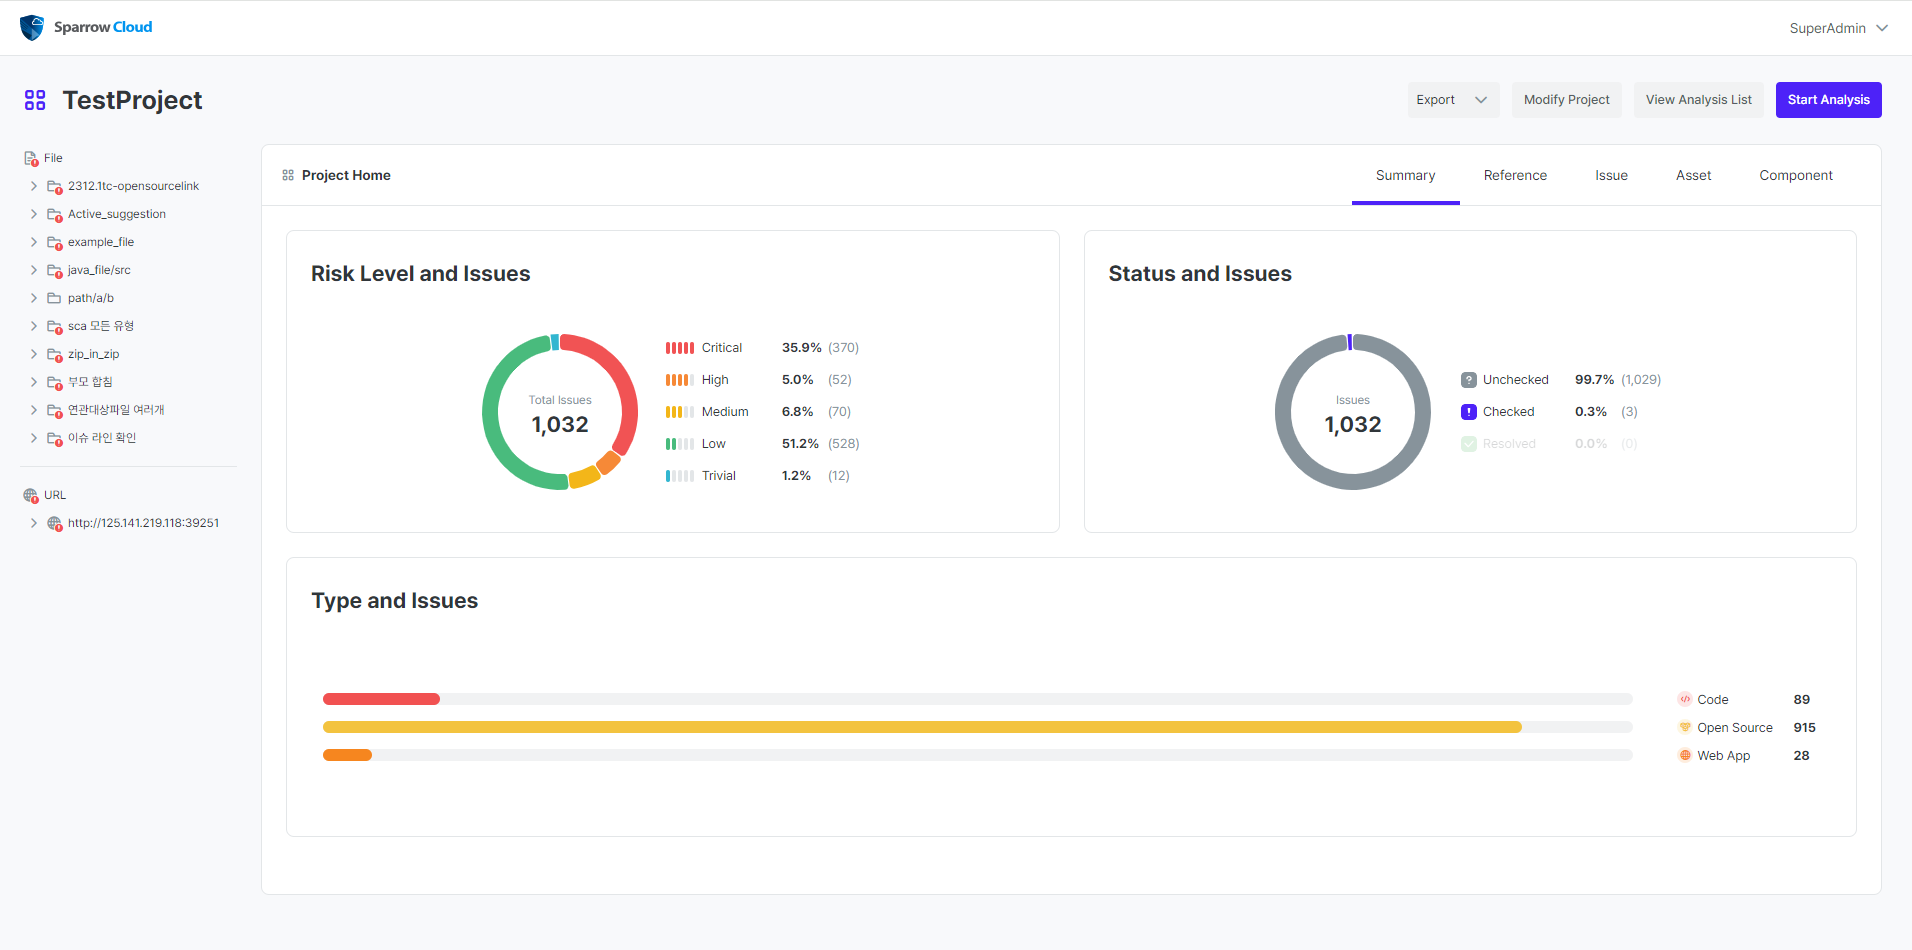 Sparrow Cloud
SuperAdmin
TestProject
Export
Modify Project
View Analysis List
Start Analysis
File
2312.1tc-opensourcelink
Active_suggestion
example_file
java_file/src
path/a/b
sca 모든 유형
zip_in_zip
부모 합침
연관대상파일 여러개
이슈 라인 확인
URL
http://125.141.219.118:39251
Project Home
Summary
Reference
Issue
Asset
Component
Risk Level and Issues
Total Issues
1,032
Critical 35.9% (370)
High 5.0% (52)
Medium 6.8% (70)
Low 51.2% (528)
Trivial 1.2% (12)
Status and Issues
Issues
1,032
Unchecked 99.7% (1,029)
Checked 0.3% (3)
Resolved 0.0% (0)
Type and Issues
Code 89
Open Source 915
Web App 28